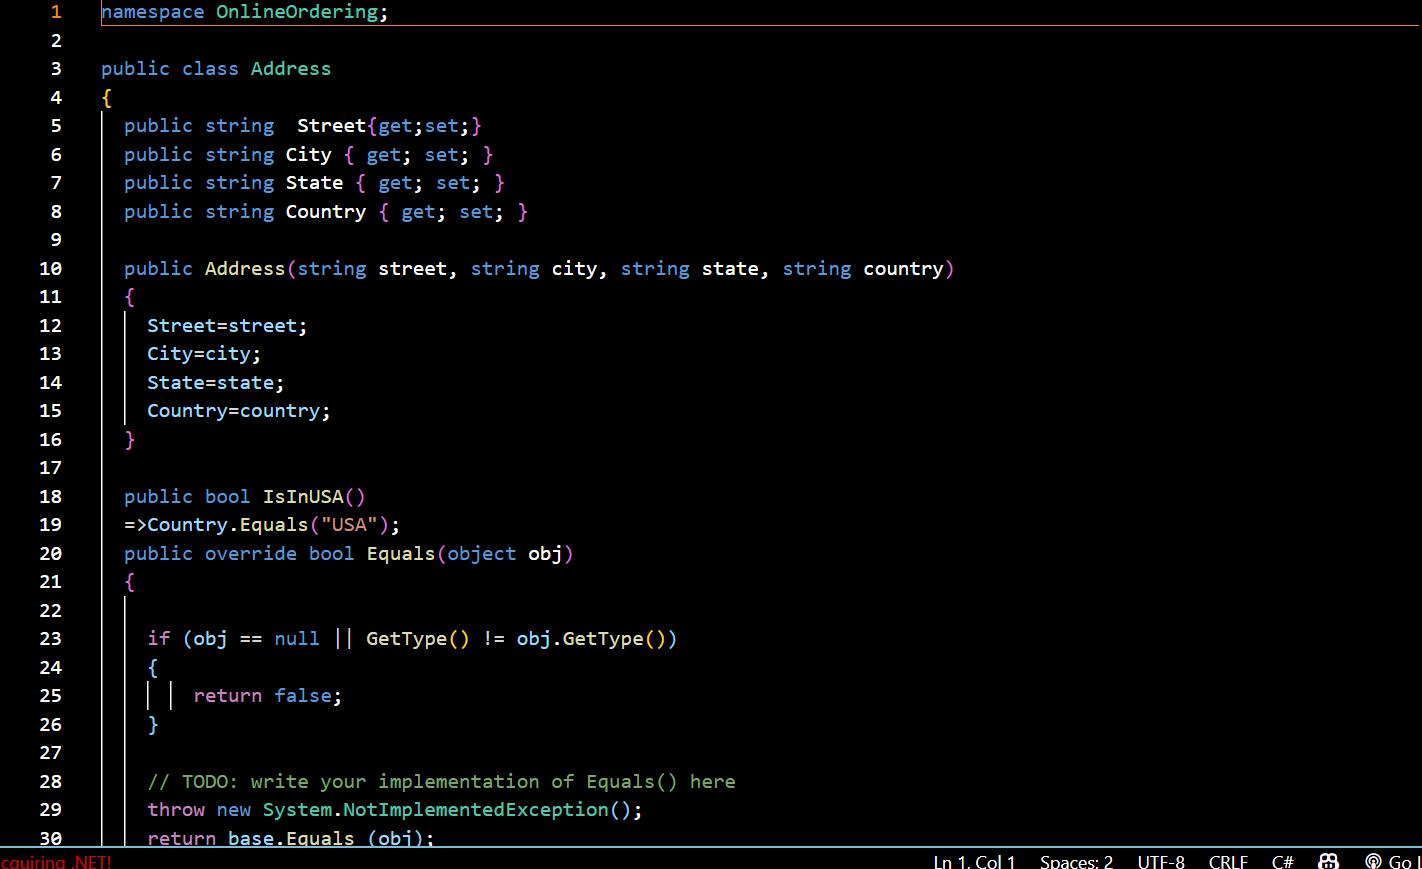 1 namespace OnlineOrdering;
2
3 public class Address
4 {
5   public string  Street{get;set;}
6   public string City { get; set; }
7   public string State { get; set; }
8   public string Country { get; set; }
9
10   public Address(string street, string city, string state, string country)
11   {
12     Street=street;
13     City=city;
14     State=state;
15     Country=country;
16   }
17
18   public bool IsInUSA()
19   =>Country.Equals("USA");
20   public override bool Equals(object obj)
21   {
22
23     if (obj == null || GetType() != obj.GetType())
24     {
25         return false;
26     }
27
28     // TODO: write your implementation of Equals() here
29     throw new System.NotImplementedException();
30     return base.Equals (obj);
cquiring .NET! Ln 1, Col 1 Spaces: 2 UTF-8 CRLF C# Go